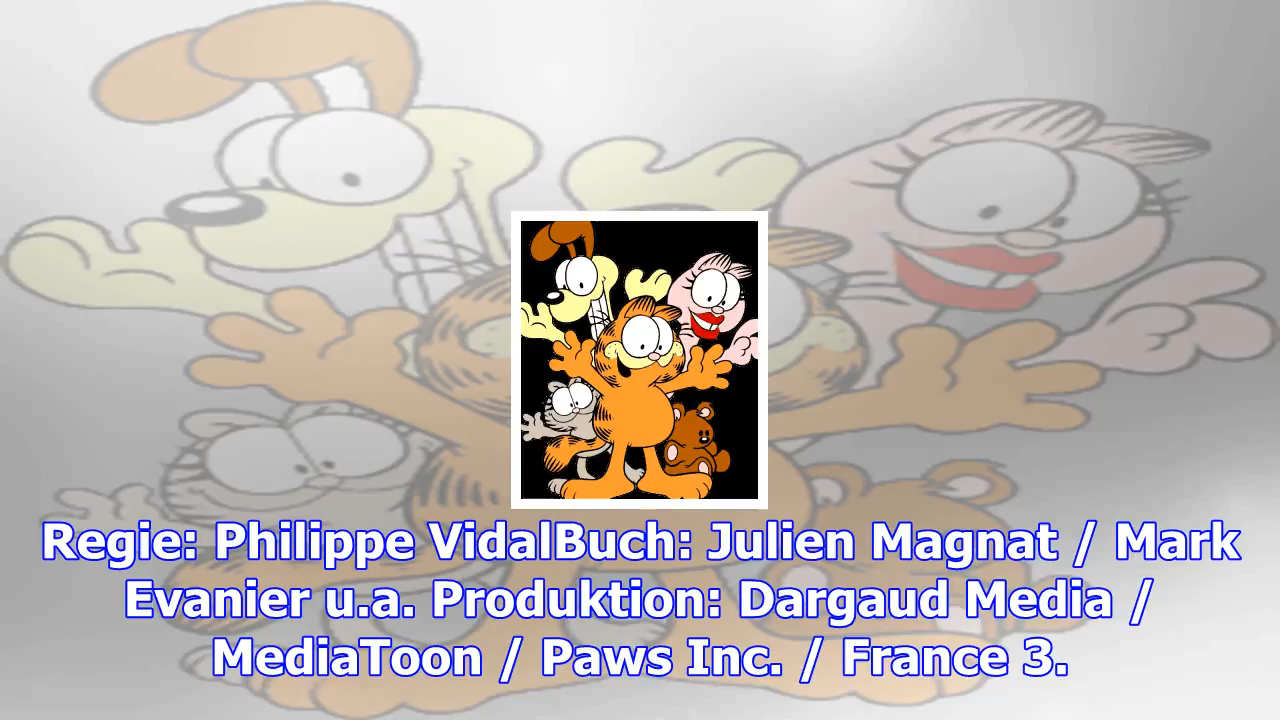 Regie: Philippe VidalBuch: Julien Magnat / Mark
Evanier u.a. Produktion: Dargaud Media /
MediaToon / Paws Inc. / France 3.